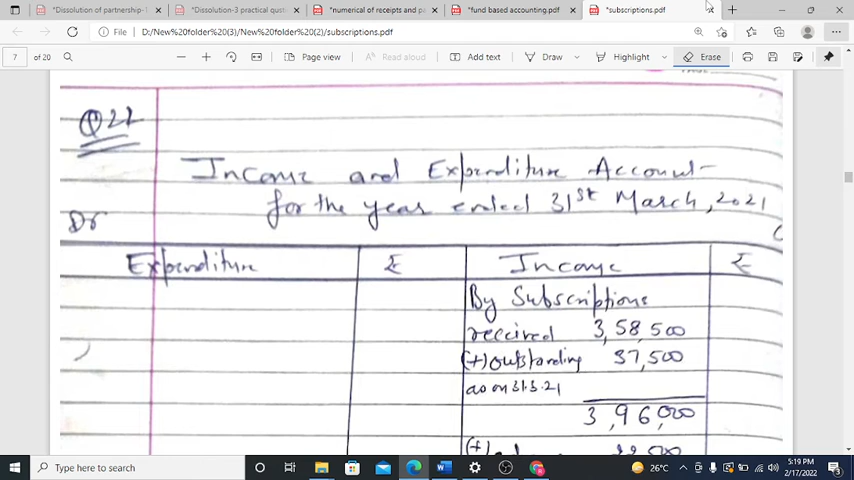 *Dissolution of partnership-1
*Dissolution-3 practical qust
*numerical of receipts and pa
*fund based accounting.pdf
*subscriptions.pdf
File
D:/New%20folder%20(3)/New%20folder%20(2)/subscriptions.pdf
7 of 20
Page view
Read aloud
Add text
Draw
Highlight
Erase
Q22
Income and Expenditure Account
for the year ended 31st March, 2021
Dr
Expenditure ₹ Income ₹
By Subscriptions
received 3,58,500
(+) outstanding 37,500
as on 31.3.21
3,96,000
(+)
Type here to search
26°C
5:19 PM
2/17/2022
3